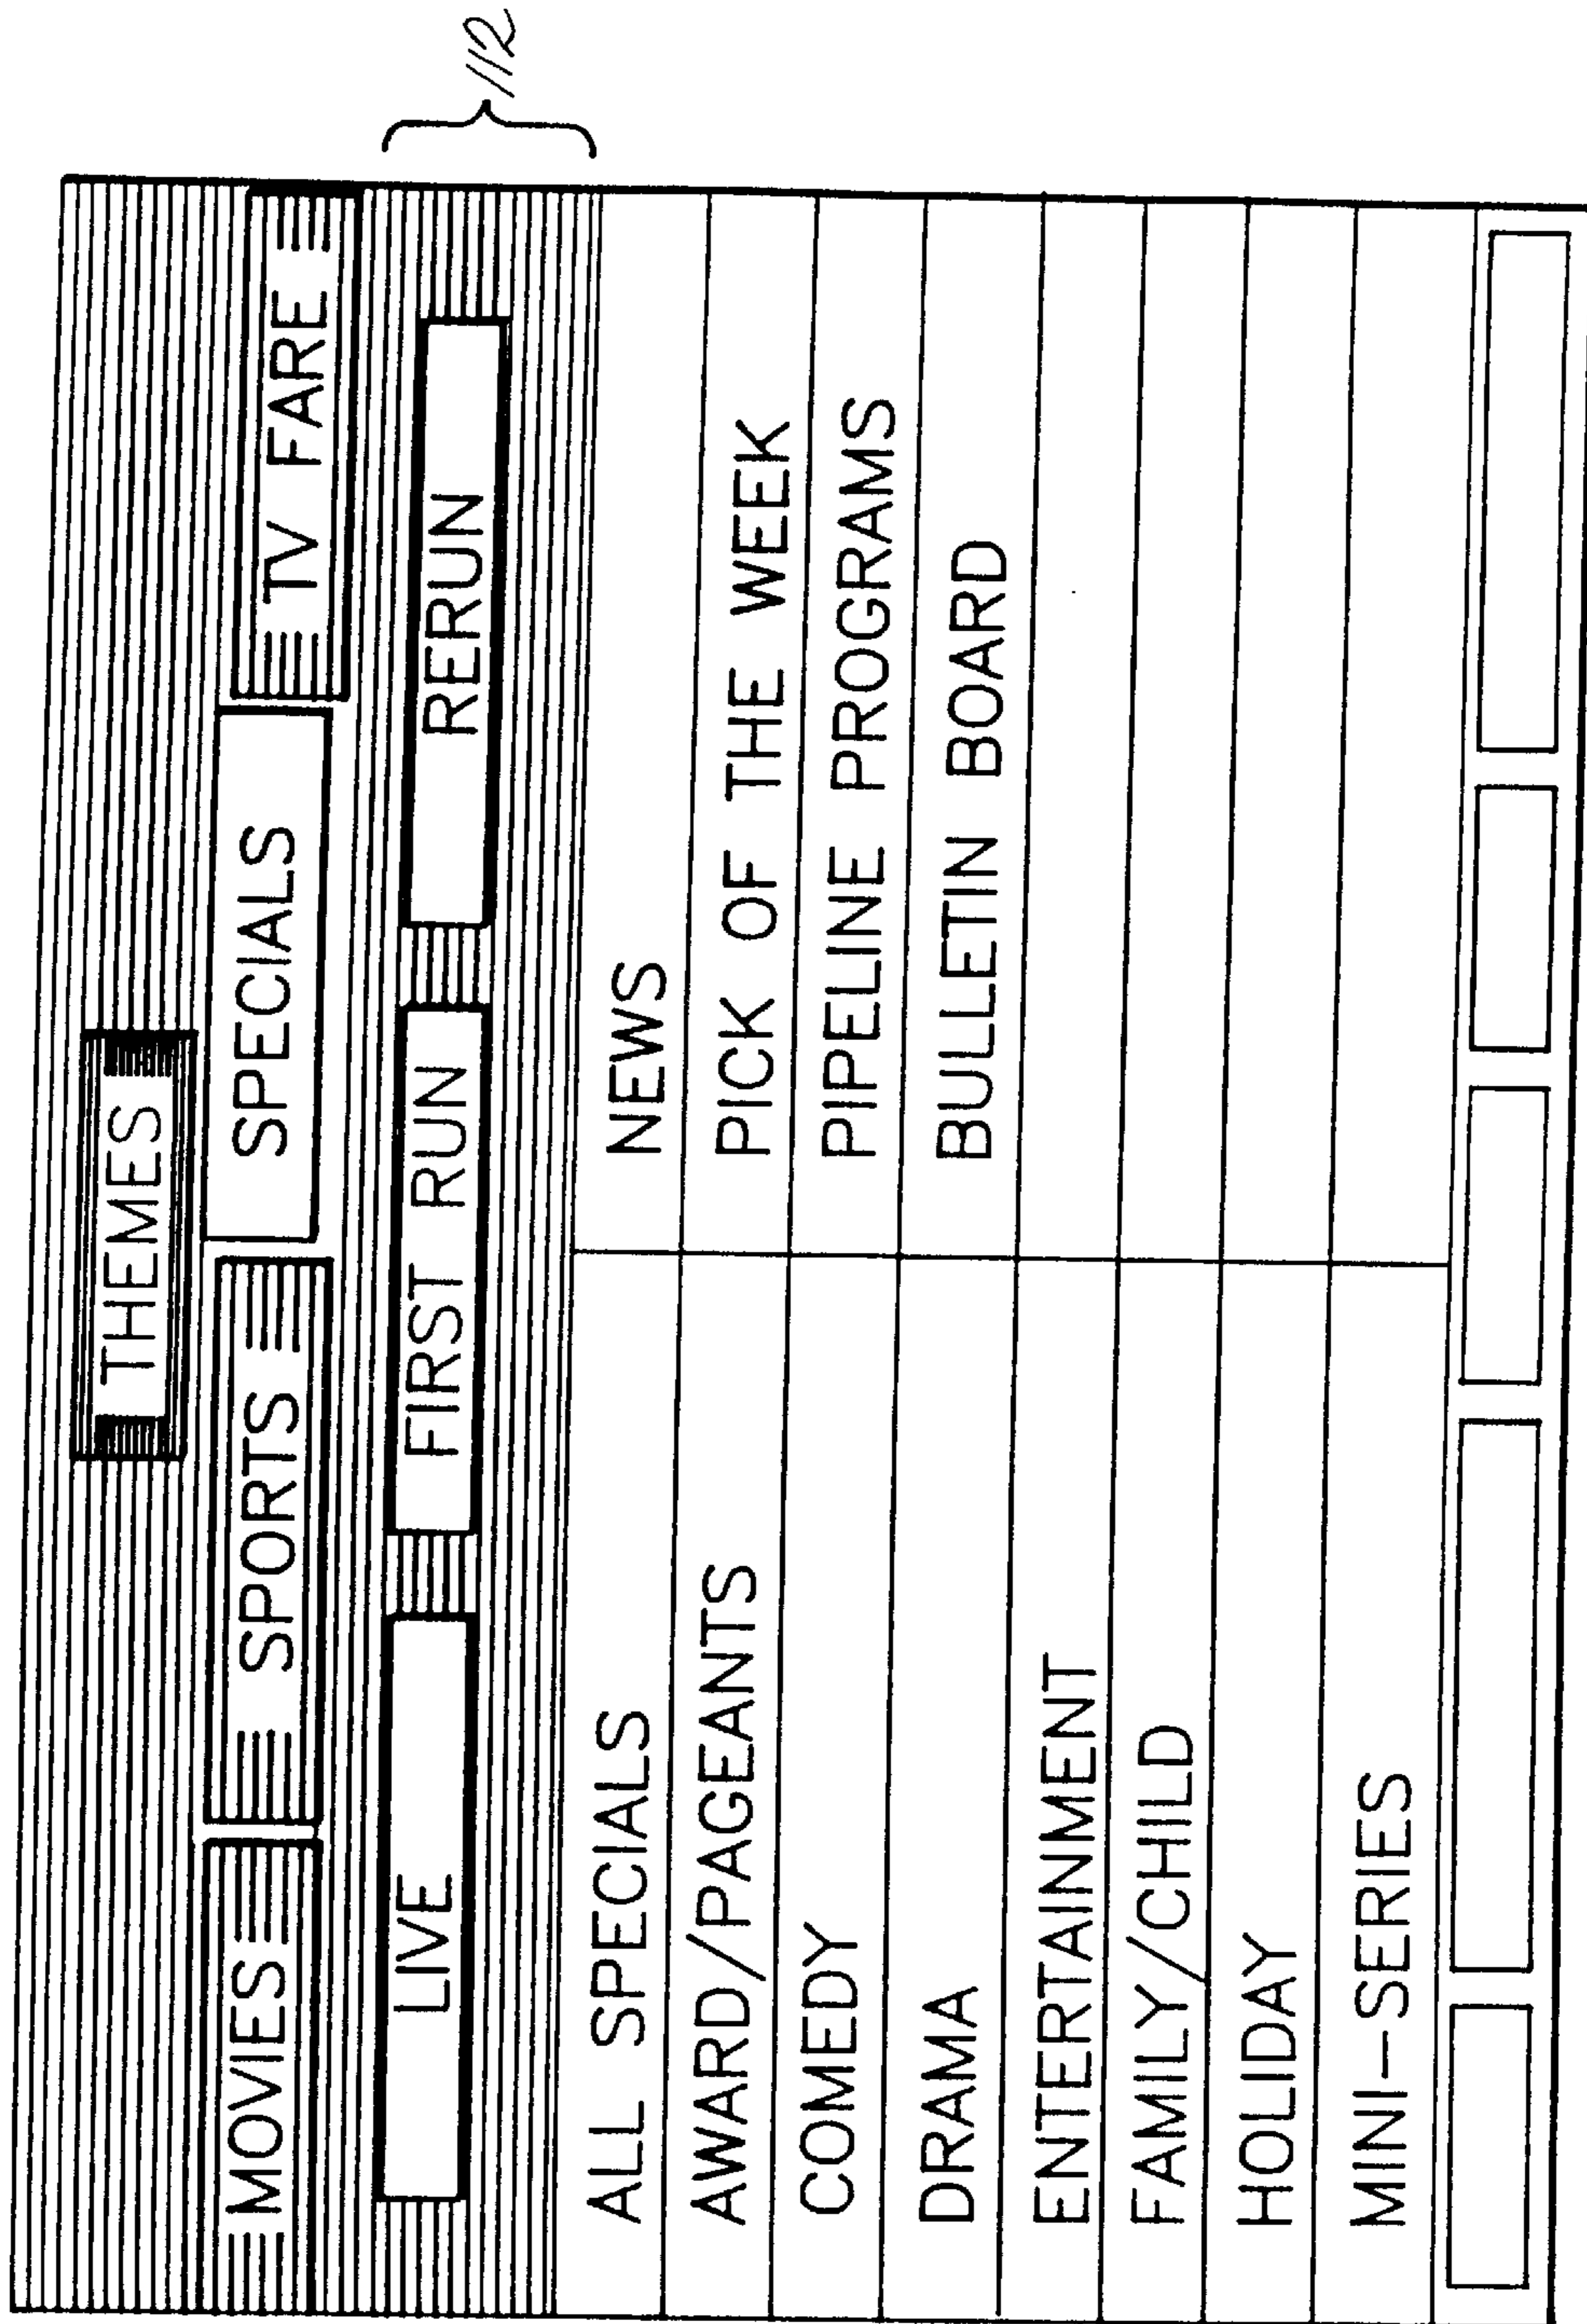 THEMES
MOVIES SPORTS SPECIALS TV FARE
LIVE FIRST RUN RERUN
112
ALL SPECIALS NEWS
AWARD/PAGEANTS PICK OF THE WEEK
COMEDY PIPELINE PROGRAMS
DRAMA BULLETIN BOARD
ENTERTAINMENT
FAMILY/CHILD
HOLIDAY
MINI-SERIES